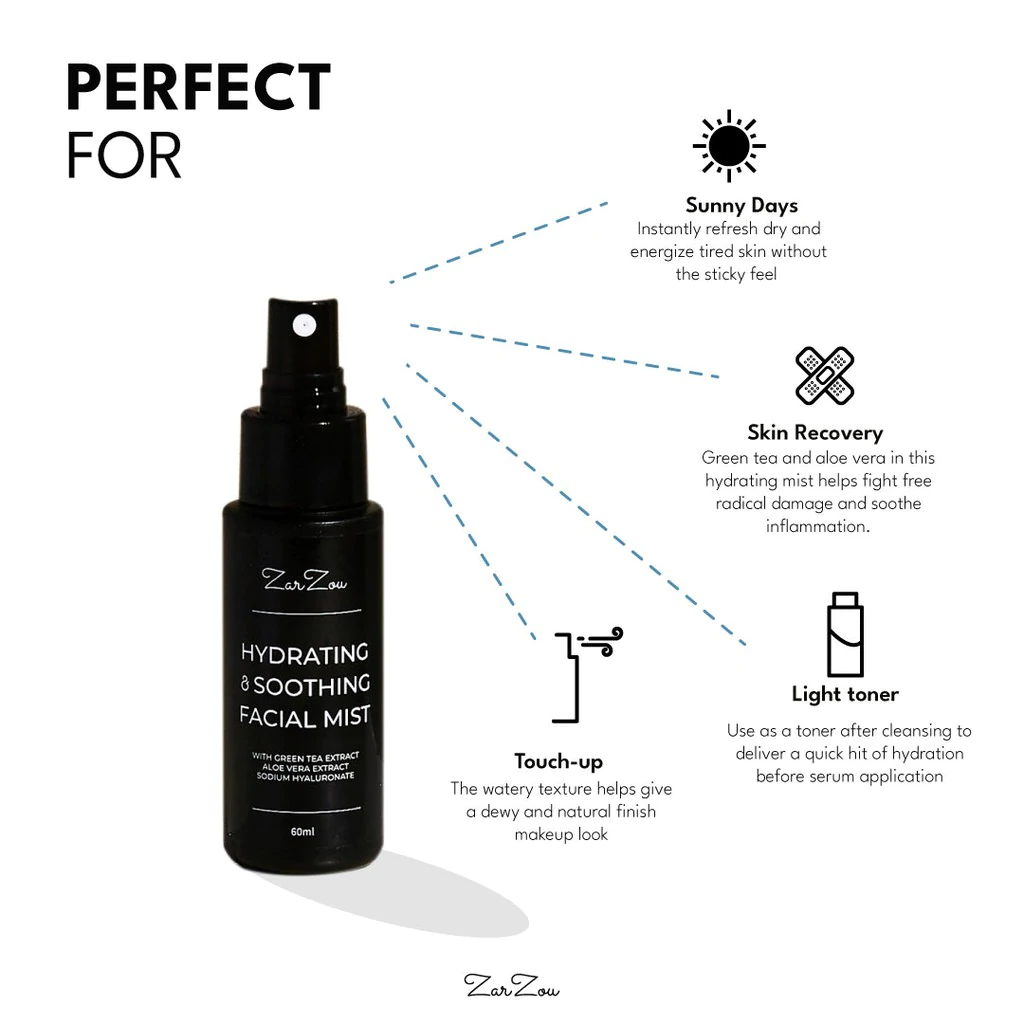 PERFECT
FOR
Sunny Days
Instantly refresh dry and
energize tired skin without
the sticky feel
Skin Recovery
Green tea and aloe vera in this
hydrating mist helps fight free
radical damage and soothe
inflammation.
Light toner
Use as a toner after cleansing to
deliver a quick hit of hydration
before serum application
Touch-up
The watery texture helps give
a dewy and natural finish
makeup look
ZarZou
HYDRATING
& SOOTHING
FACIAL MIST
WITH GREEN TEA EXTRACT
ALOE VERA EXTRACT
SODIUM HYALURONATE
60ml
ZarZou